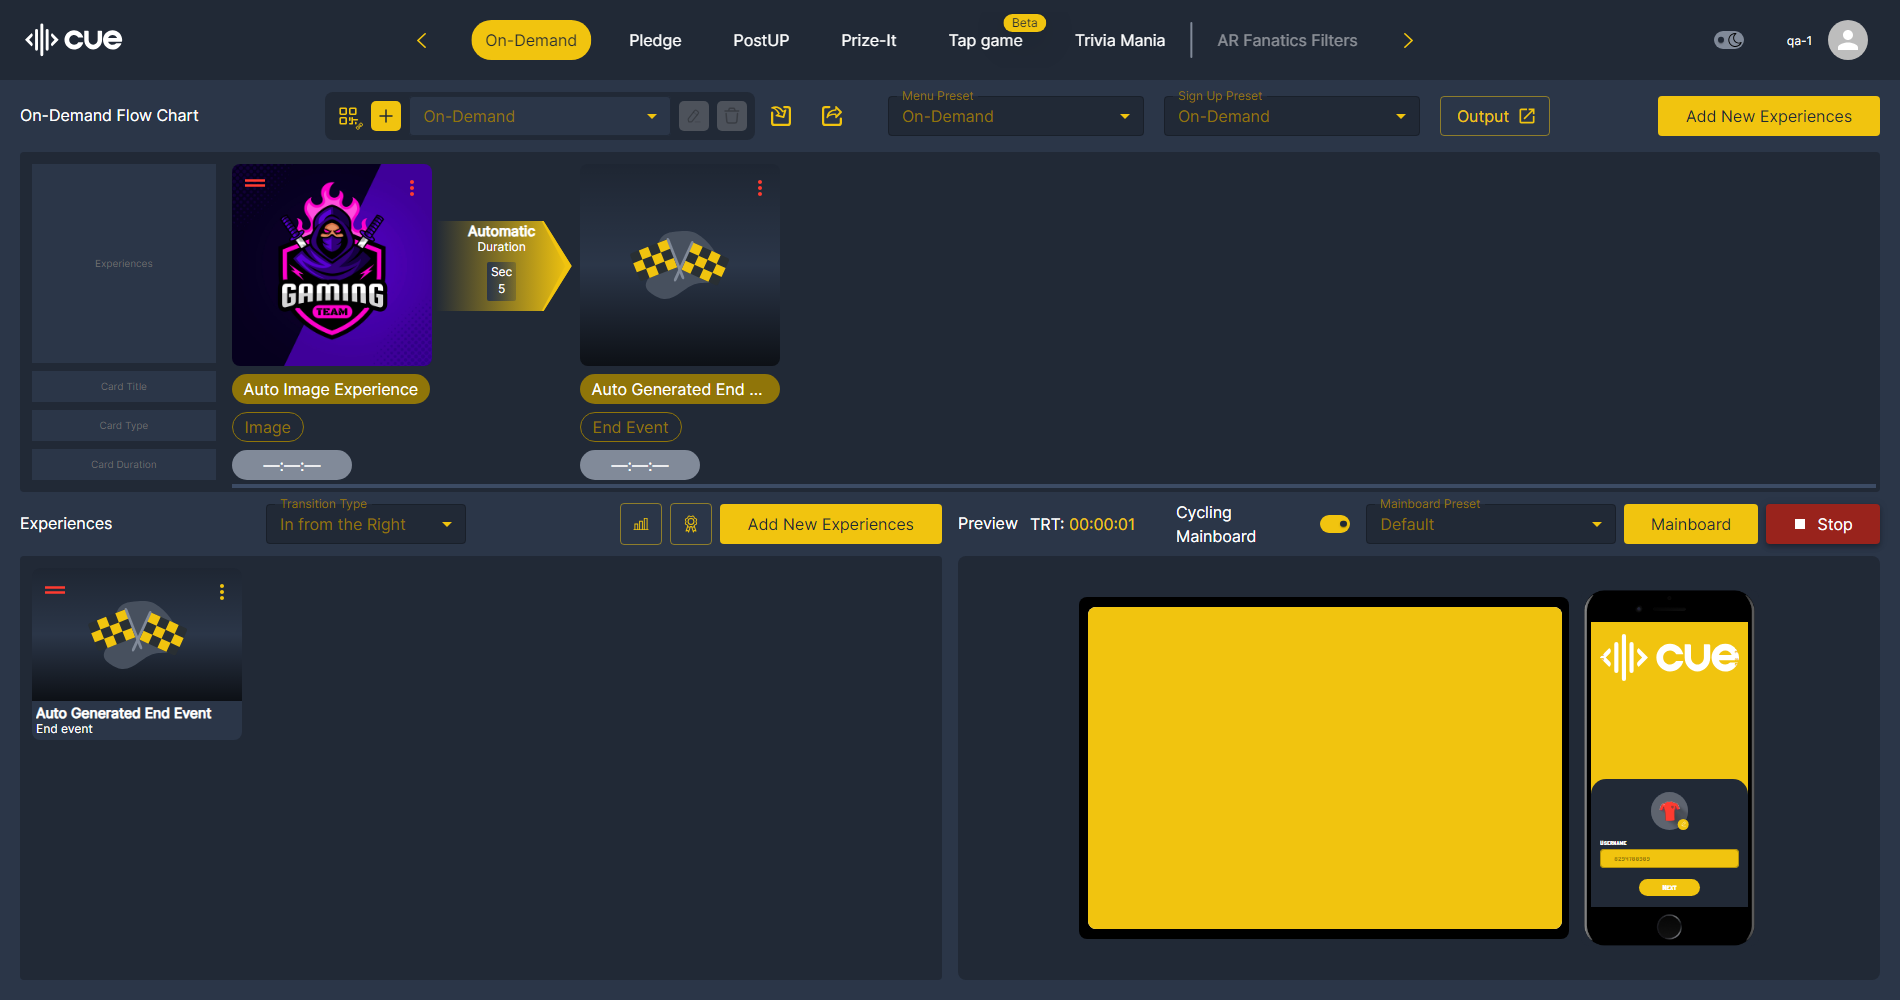 cue
On-Demand
Pledge
PostUP
Prize-It
Beta
Tap game
Trivia Mania
AR Fanatics Filters
qa-1
On-Demand Flow Chart
On-Demand
Menu Preset
On-Demand
Sign Up Preset
On-Demand
Output
Add New Experiences
Experiences
GAMING
TEAM
Automatic
Duration
Sec
5
Card Title
Auto Image Experience
Auto Generated End ...
Card Type
Image
End Event
Card Duration
—:—:—
—:—:—
Experiences
Transition Type
In from the Right
Add New Experiences
Preview
TRT: 00:00:01
Cycling
Mainboard
Mainboard Preset
Default
Mainboard
Stop
Auto Generated End Event
End event
cue
USERNAME
NEXT